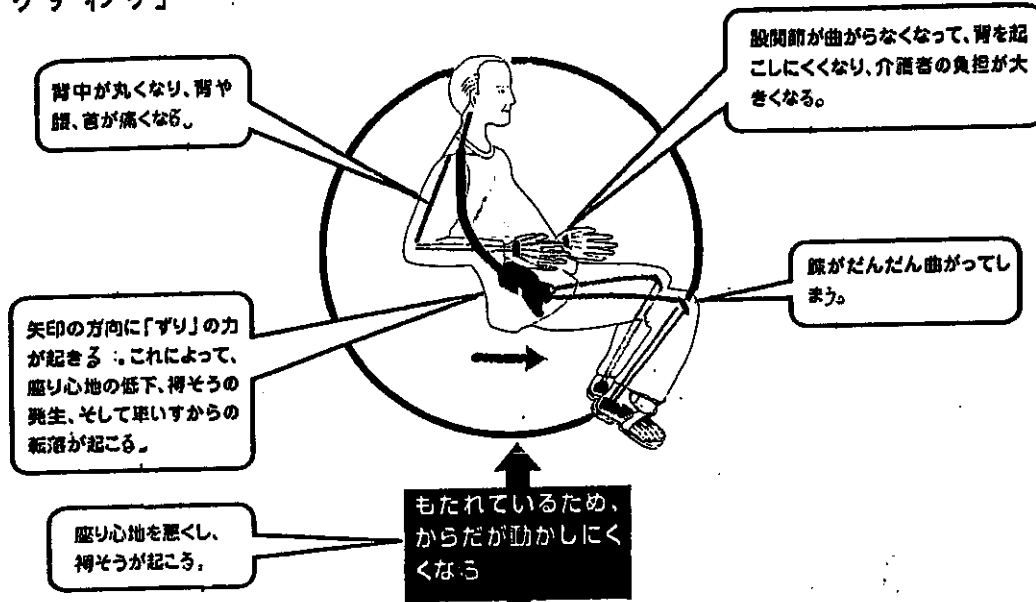 背中が丸くなり、背や
腰、首が痛くなる。
股関節が曲がらなくなって、背を起
こしにくくなり、介護者の負担が大
きくなる。
膝がだんだん曲がってし
まう。
矢印の方向に「ずり」の力
が起きる。これによって、
座り心地の低下、褥そうの
発生、そして車いすからの
転落が起こる。
もたれているため、
からだが動かしにく
くなる
座り心地を悪くし、
褥そうが起こる。